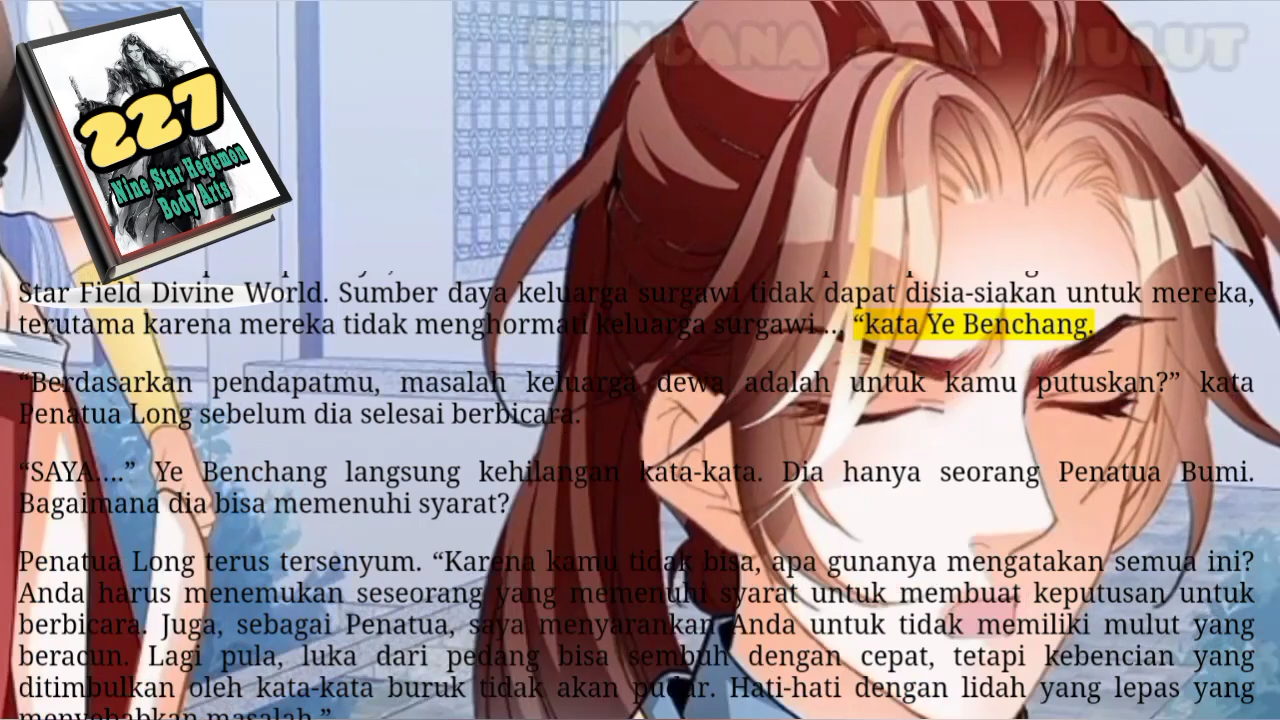 BENCANA DARI MULUT
227
Nine Star Hegemon
Body Arts
Star Field Divine World. Sumber daya keluarga surgawi tidak dapat disia-siakan untuk mereka,
terutama karena mereka tidak menghormati keluarga surgawi…, “kata Ye Benchang.
“Berdasarkan pendapatmu, masalah keluarga dewa adalah untuk kamu putuskan?” kata
Penatua Long sebelum dia selesai berbicara.
“SAYA….” Ye Benchang langsung kehilangan kata-kata. Dia hanya seorang Penatua Bumi.
Bagaimana dia bisa memenuhi syarat?
Penatua Long terus tersenyum. “Karena kamu tidak bisa, apa gunanya mengatakan semua ini?
Anda harus menemukan seseorang yang memenuhi syarat untuk membuat keputusan untuk
berbicara. Juga, sebagai Penatua, saya menyarankan Anda untuk tidak memiliki mulut yang
beracun. Lagi pula, luka dari pedang bisa sembuh dengan cepat, tetapi kebencian yang
ditimbulkan oleh kata-kata buruk tidak akan pudar. Hati-hati dengan lidah yang lepas yang
menyebabkan masalah.”